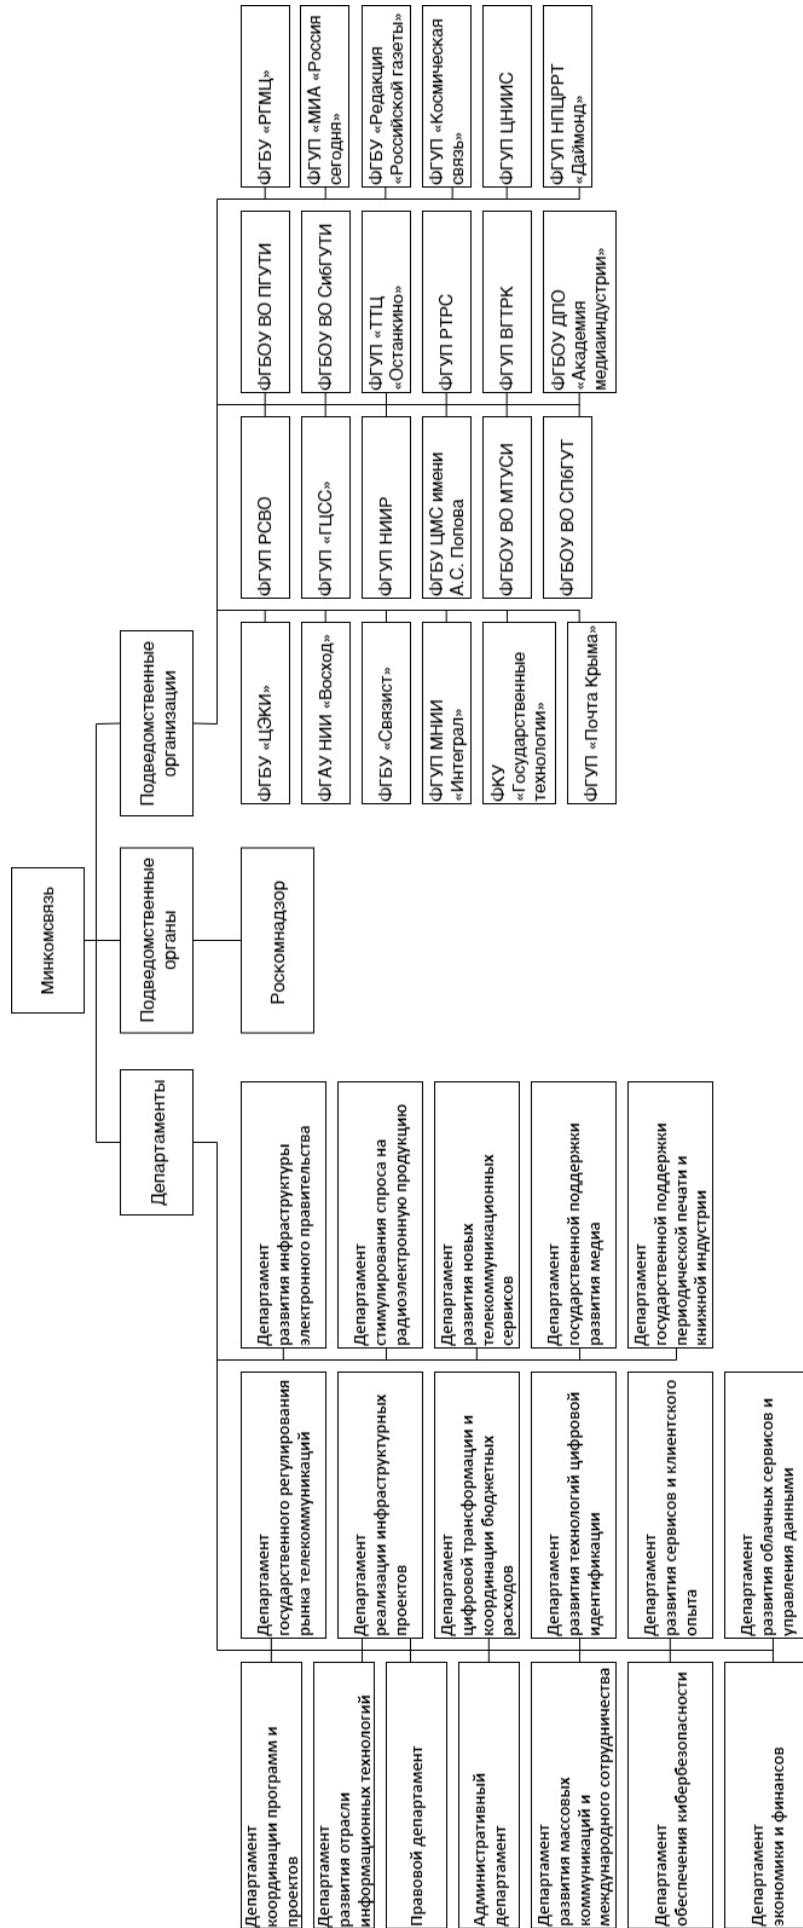 Минкомсвязь
Департаменты
Подведомственные
органы
Подведомственные
организации
Департамент
координации программ и
проектов
Департамент
развития отрасли
информационных технологий
Правовой департамент
Административный
департамент
Департамент
развития массовых
коммуникаций и
международного сотрудничества
Департамент
обеспечения кибербезопасности
Департамент
экономики и финансов
Департамент
государственного регулирования
рынка телекоммуникаций
Департамент
реализации инфраструктурных
проектов
Департамент
цифровой трансформации и
координации бюджетных
расходов
Департамент
развития технологий цифровой
идентификации
Департамент
развития сервисов и клиентского
опыта
Департамент
развития облачных сервисов и
управления данными
Департамент
развития инфраструктуры
электронного правительства
Департамент
стимулирования спроса на
радиоэлектронную продукцию
Департамент
развития новых
телекоммуникационных
сервисов
Департамент
государственной поддержки
развития медиа
Департамент
государственной поддержки
периодической печати и
книжной индустрии
Роскомнадзор
ФГБУ «ЦЭКИ»
ФГАУ НИИ «Восход»
ФГБУ «Связист»
ФГУП МНИИ
«Интеграл»
ФКУ
«Государственные
технологии»
ФГУП «Почта Крыма»
ФГУП РСВО
ФГУП «ГЦСС»
ФГУП НИИР
ФГБУ ЦМС имени
А.С. Попова
ФГБОУ ВО МТУСИ
ФГБОУ ВО СПбГУТ
ФГБОУ ВО ПГУТИ
ФГБОУ ВО СибГУТИ
ФГУП «ТТЦ
«Останкино»
ФГУП РТРС
ФГУП ВГТРК
ФГБОУ ДПО
«Академия
медиаиндустрии»
ФГБУ «РГМЦ»
ФГУП «МИА «Россия
сегодня»
ФГБУ «Редакция
«Российской газеты»
ФГУП «Космическая
связь»
ФГУП ЦНИИС
ФГУП НПЦРРТ
«Даймонд»